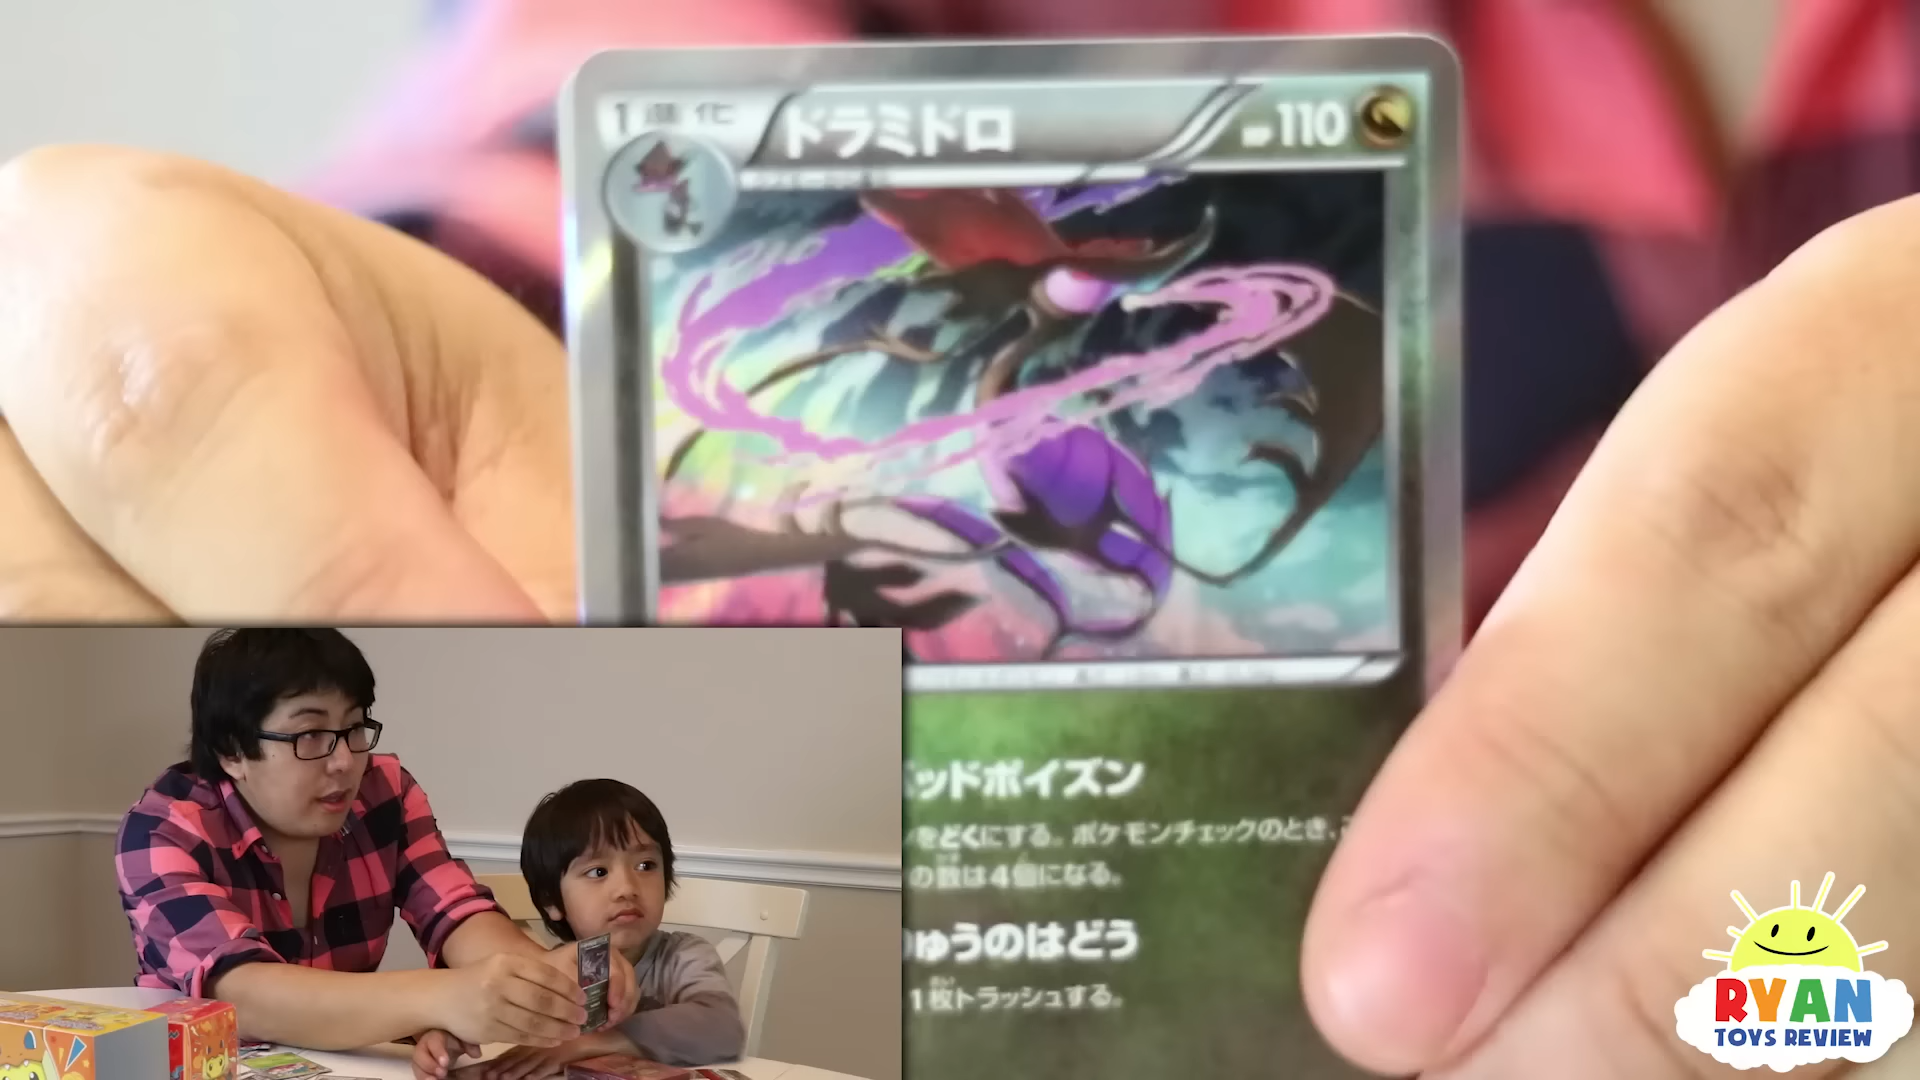 1進化
ドラミドロ
HP110
ッドポイズン
をどくにする。ポケモンチェックのとき、
の数は4個になる。
ゅうのはどう
1枚トラッシュする。
RYAN
TOYS REVIEW